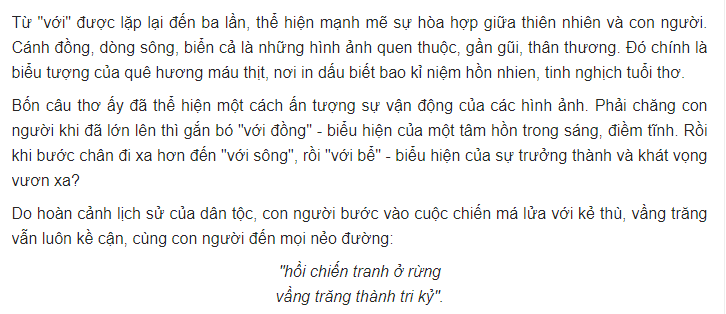 Từ "với" được lặp lại đến ba lần, thể hiện mạnh mẽ sự hòa hợp giữa thiên nhiên và con người.
Cánh đồng, dòng sông, biển cả là những hình ảnh quen thuộc, gần gũi, thân thương. Đó chính là
biểu tượng của quê hương máu thịt, nơi in dấu biết bao kỉ niệm hồn nhien, tinh nghịch tuổi thơ.
Bốn câu thơ ấy đã thể hiện một cách ấn tượng sự vận động của các hình ảnh. Phải chăng con
người khi đã lớn lên thì gắn bó "với đồng" - biểu hiện của một tâm hồn trong sáng, điềm tĩnh. Rồi
khi bước chân đi xa hơn đến "với sông", rồi "với bể" - biểu hiện của sự trưởng thành và khát vọng
vươn xa?
Do hoàn cảnh lịch sử của dân tộc, con người bước vào cuộc chiến má lửa với kẻ thù, vầng trăng
vẫn luôn kề cận, cùng con người đến mọi nẻo đường:
"hồi chiến tranh ở rừng
vầng trăng thành tri kỷ".